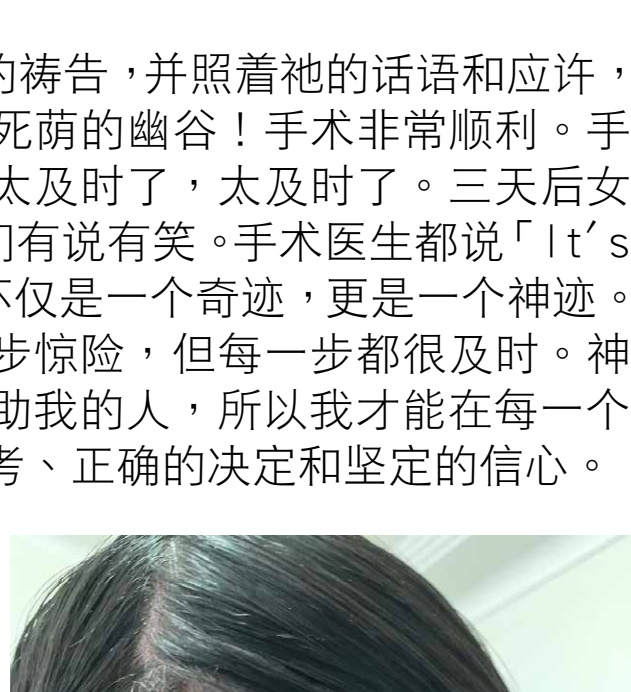 的祷告，并照着祂的话语和应许，
死荫的幽谷！手术非常顺利。手
太及时了，太及时了。三天后女
们有说有笑。手术医生都说「It's
不仅是一个奇迹，更是一个神迹。
步惊险，但每一步都很及时。神
助我的人，所以我才能在每一个
考、正确的决定和坚定的信心。